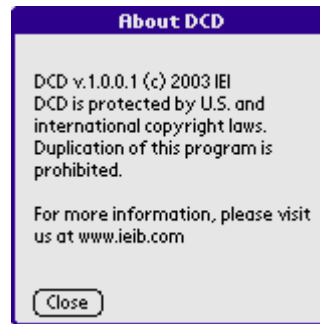 About DCD
DCD v.1.0.0.1 (c) 2003 IEI
DCD is protected by U.S. and
international copyright laws.
Duplication of this program is
prohibited.
For more information, please visit
us at www.ieib.com
Close